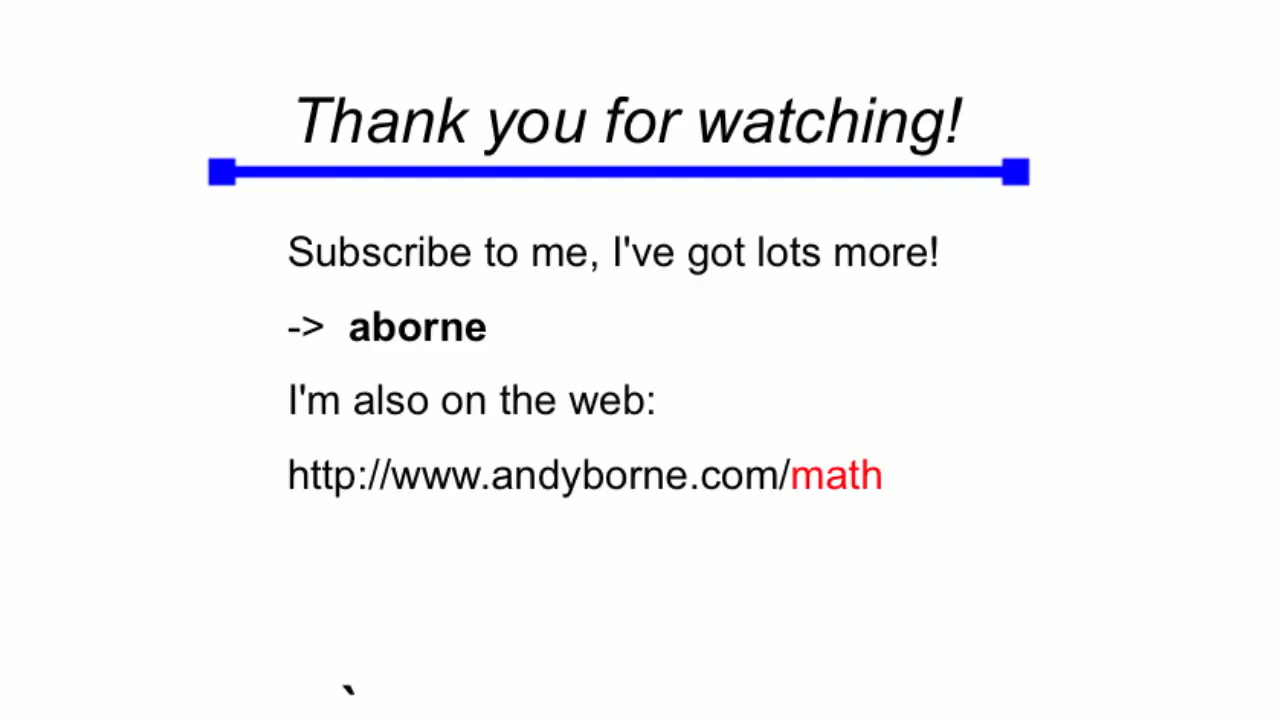 Thank you for watching!
Subscribe to me, I've got lots more!
-> aborne
I'm also on the web:
http://www.andyborne.com/math
`